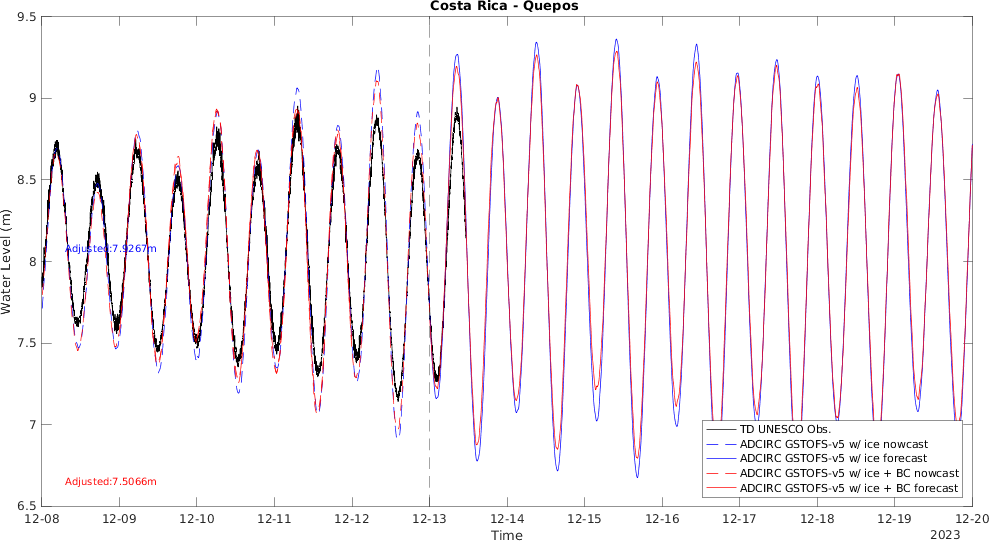 Costa Rica - Quepos
9.5
9
8.5
8
7.5
7
6.5
Water Level (m)
Adjusted:7.9267m
Adjusted:7.5066m
TD UNESCO Obs.
ADCIRC GSTOFS-v5 w/ ice nowcast
ADCIRC GSTOFS-v5 w/ ice forecast
ADCIRC GSTOFS-v5 w/ ice + BC nowcast
ADCIRC GSTOFS-v5 w/ ice + BC forecast
12-08 12-09 12-10 12-11 12-12 12-13 12-14 12-15 12-16 12-17 12-18 12-19 12-20
Time
2023